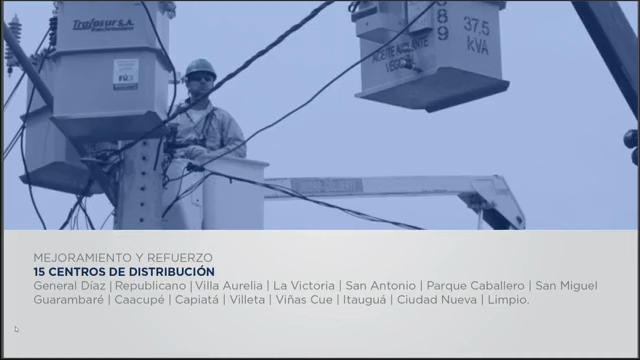 Trafosur S.A.
37.5
kVA
ACEITE AISLANTE
VEGETAL
MEJORAMIENTO Y REFUERZO
15 CENTROS DE DISTRIBUCIÓN
General Díaz | Republicano | Villa Aurelia | La Victoria | San Antonio | Parque Caballero | San Miguel
Guarambaré | Caacupé | Capiatá | Villeta | Viñas Cue | Itauguá | Ciudad Nueva | Limpio.